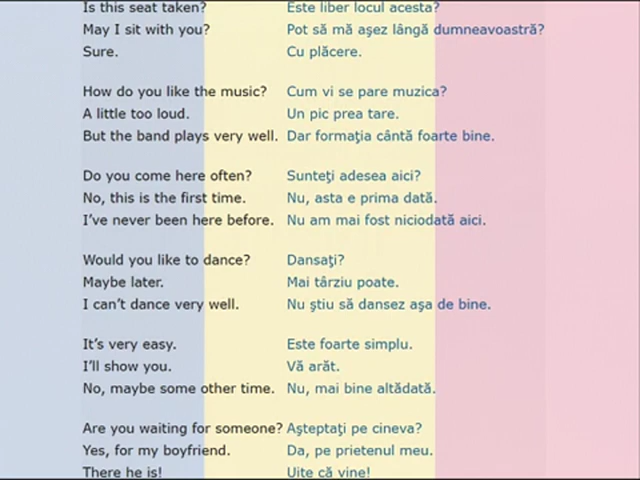 Is this seat taken? Este liber locul acesta?
May I sit with you? Pot să mă aşez lângă dumneavoastră?
Sure. Cu plăcere.
How do you like the music? Cum vi se pare muzica?
A little too loud. Un pic prea tare.
But the band plays very well. Dar formaţia cântă foarte bine.
Do you come here often? Sunteţi adesea aici?
No, this is the first time. Nu, asta e prima dată.
I’ve never been here before. Nu am mai fost niciodată aici.
Would you like to dance? Dansaţi?
Maybe later. Mai târziu poate.
I can’t dance very well. Nu ştiu să dansez aşa de bine.
It’s very easy. Este foarte simplu.
I’ll show you. Vă arăt.
No, maybe some other time. Nu, mai bine altădată.
Are you waiting for someone? Aşteptaţi pe cineva?
Yes, for my boyfriend. Da, pe prietenul meu.
There he is! Uite că vine!